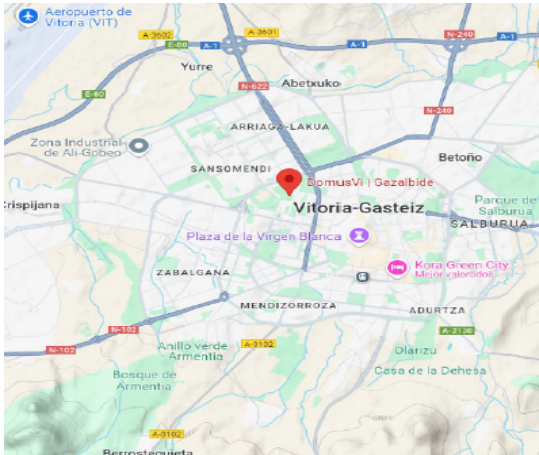 Aeropuerto de
Vitoria (VIT)
A-3602
A-3601
N-240
E-80
A-1
A-1
A-1
Yurre
Abetxuko
E-80
N-622
N-240
ARRIAGA-LAKUA
Zona Industrial
de Ali-Gobeo
Betoño
SANSOMENDI
DomusVi | Gazalbide
Crispijana
Vitoria-Gasteiz
Parque de
Salburua
SALBURUA
Plaza de la Virgen Blanca
Kora Green City
Mejor valorado
ZABALGANA
MENDIZORROZA
ADURTZA
N-102
A-2130
N-102
Anillo verde
Armentia
A-3102
Olárizu
Casa de la Dehesa
Bosque de
Armentia
A-3102
Berrosteguieta